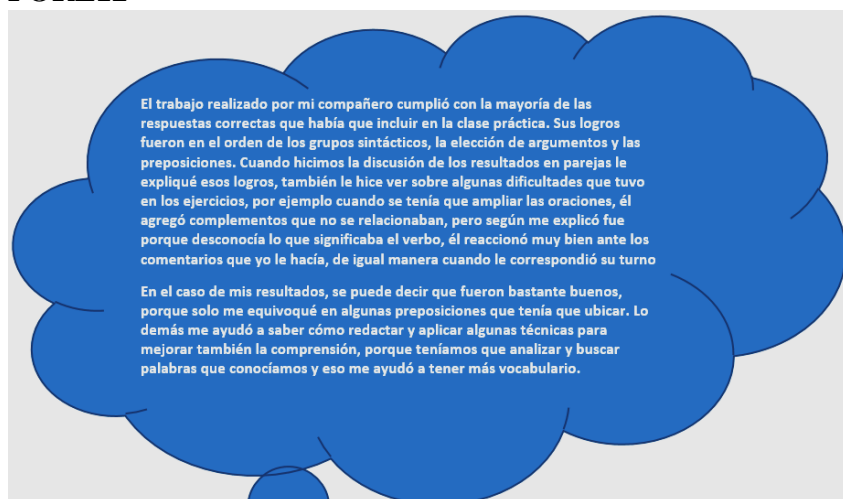 El trabajo realizado por mi compañero cumplió con la mayoría de las
respuestas correctas que había que incluir en la clase práctica. Sus logros
fueron en el orden de los grupos sintácticos, la elección de argumentos y las
preposiciones. Cuando hicimos la discusión de los resultados en parejas le
expliqué esos logros, también le hice ver sobre algunas dificultades que tuvo
en los ejercicios, por ejemplo cuando se tenía que ampliar las oraciones, él
agregó complementos que no se relacionaban, pero según me explicó fue
porque desconocía lo que significaba el verbo, él reaccionó muy bien ante los
comentarios que yo le hacía, de igual manera cuando le correspondió su turno
En el caso de mis resultados, se puede decir que fueron bastante buenos,
porque solo me equivoqué en algunas preposiciones que tenía que ubicar. Lo
demás me ayudó a saber cómo redactar y aplicar algunas técnicas para
mejorar también la comprensión, porque teníamos que analizar y buscar
palabras que conocíamos y eso me ayudó a tener más vocabulario.